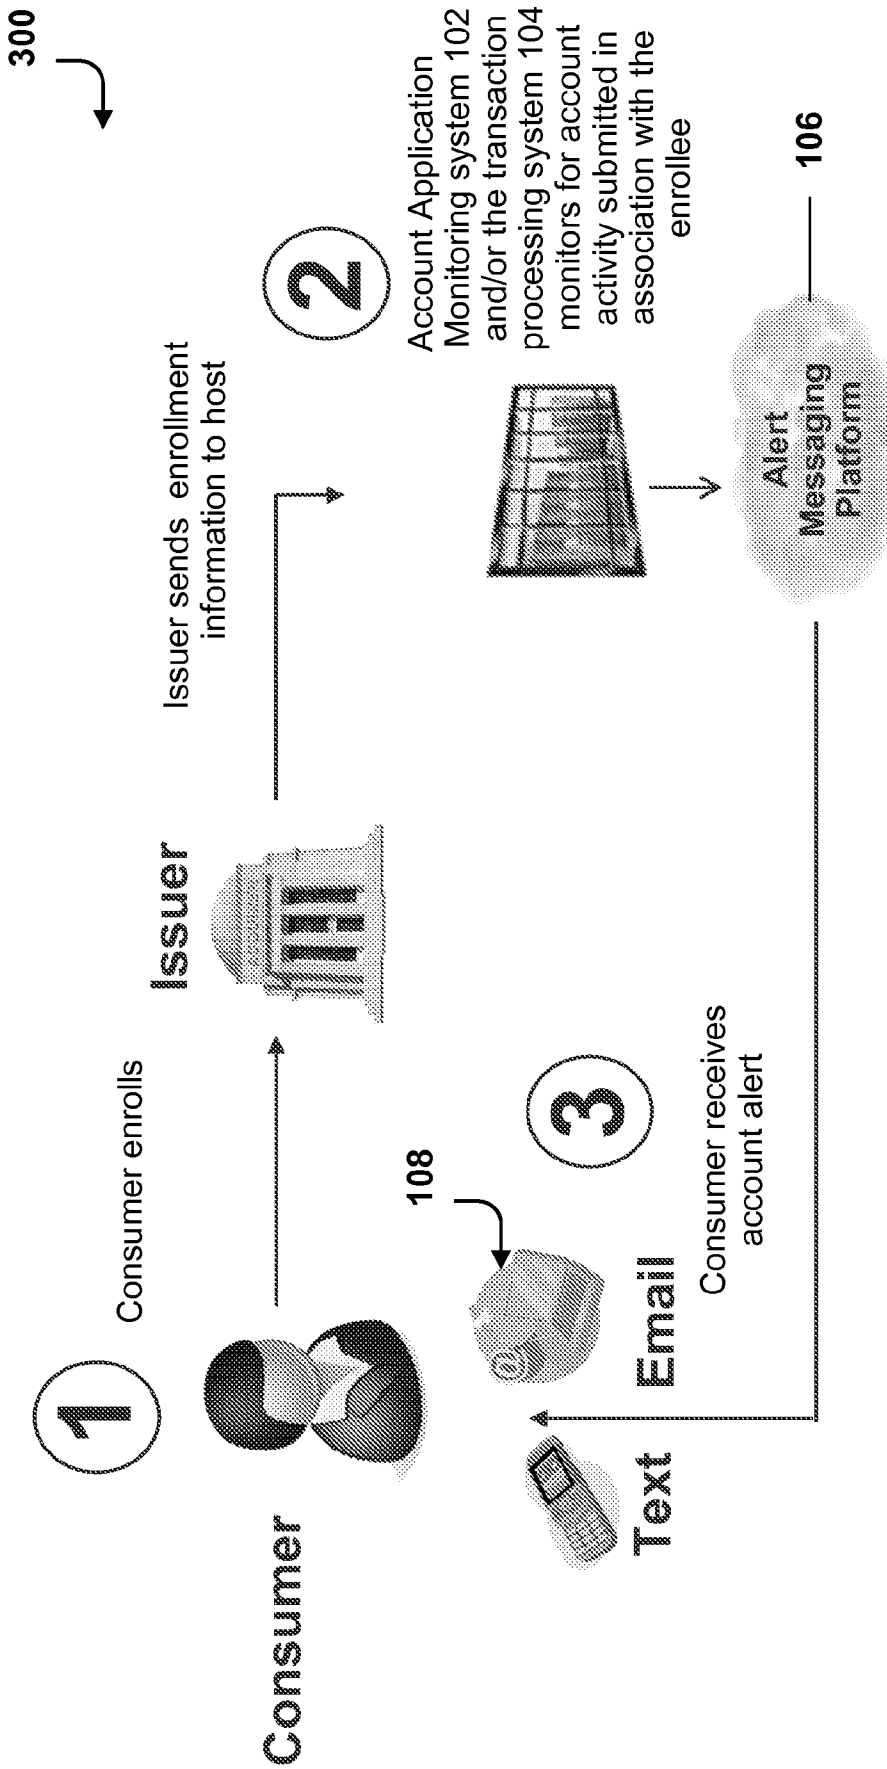 300
1
Consumer enrolls
Consumer
Issuer
Issuer sends enrollment
information to host
2
Account Application
Monitoring system 102
and/or the transaction
processing system 104
monitors for account
activity submitted in
association with the
enrollee
Alert
Messaging
Platform
106
3
Consumer receives
account alert
108
@
Text
Email